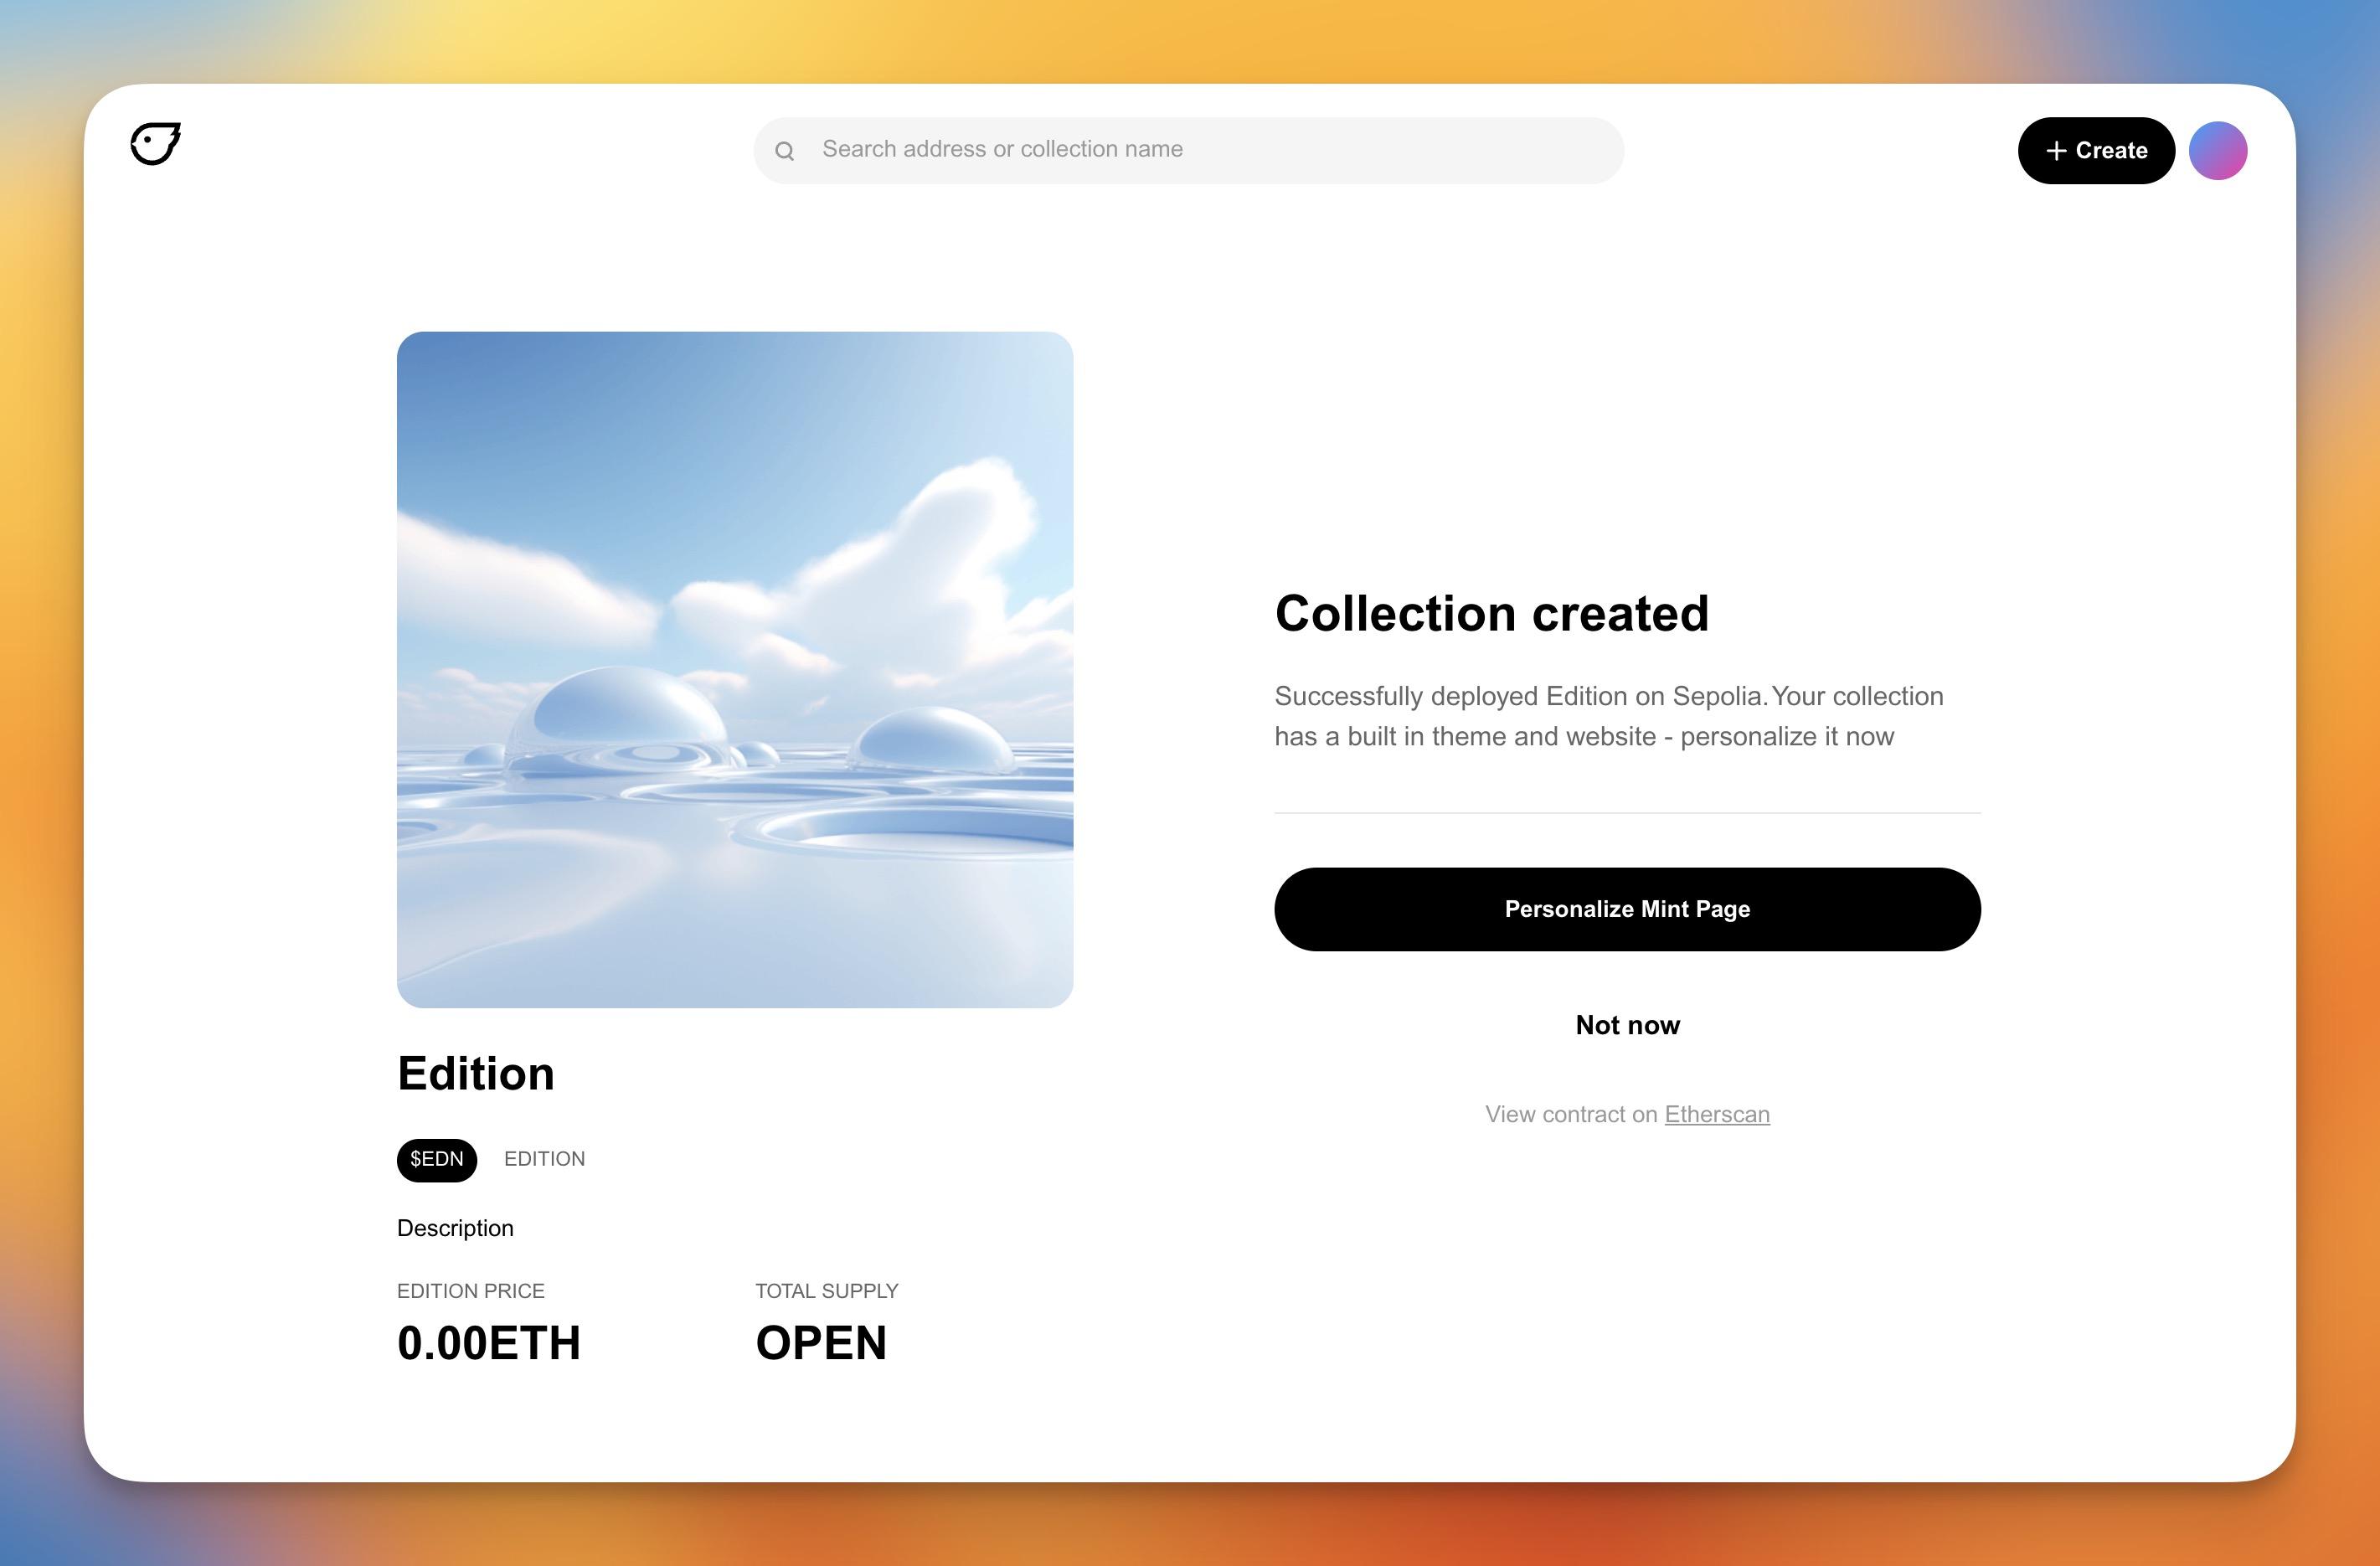 Search address or collection name
Create
Edition
$EDN EDITION
Description
EDITION PRICE TOTAL SUPPLY
0.00ETH OPEN
Collection created
Successfully deployed Edition on Sepolia.Your collection
has a built in theme and website - personalize it now
Personalize Mint Page
Not now
View contract on Etherscan